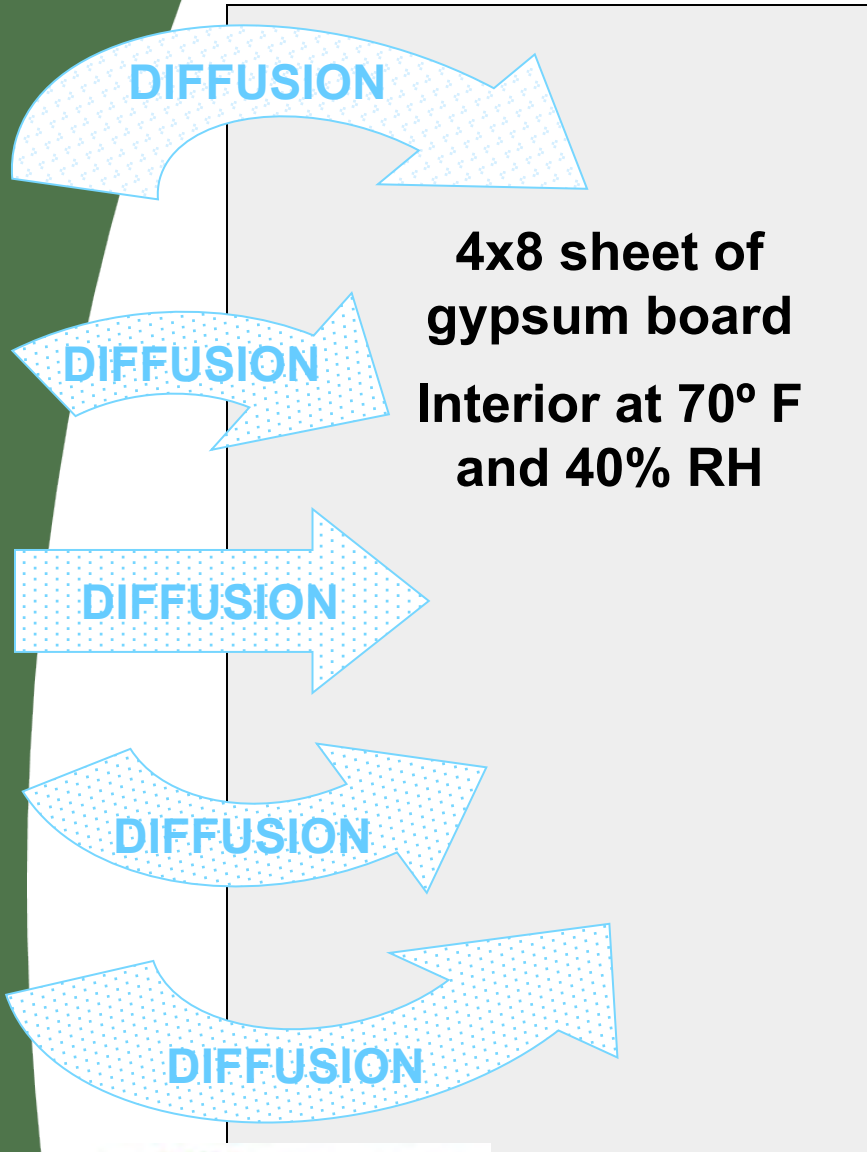 DIFFUSION
4x8 sheet of
gypsum board
DIFFUSION
Interior at 70º F
and 40% RH
DIFFUSION
DIFFUSION
DIFFUSION